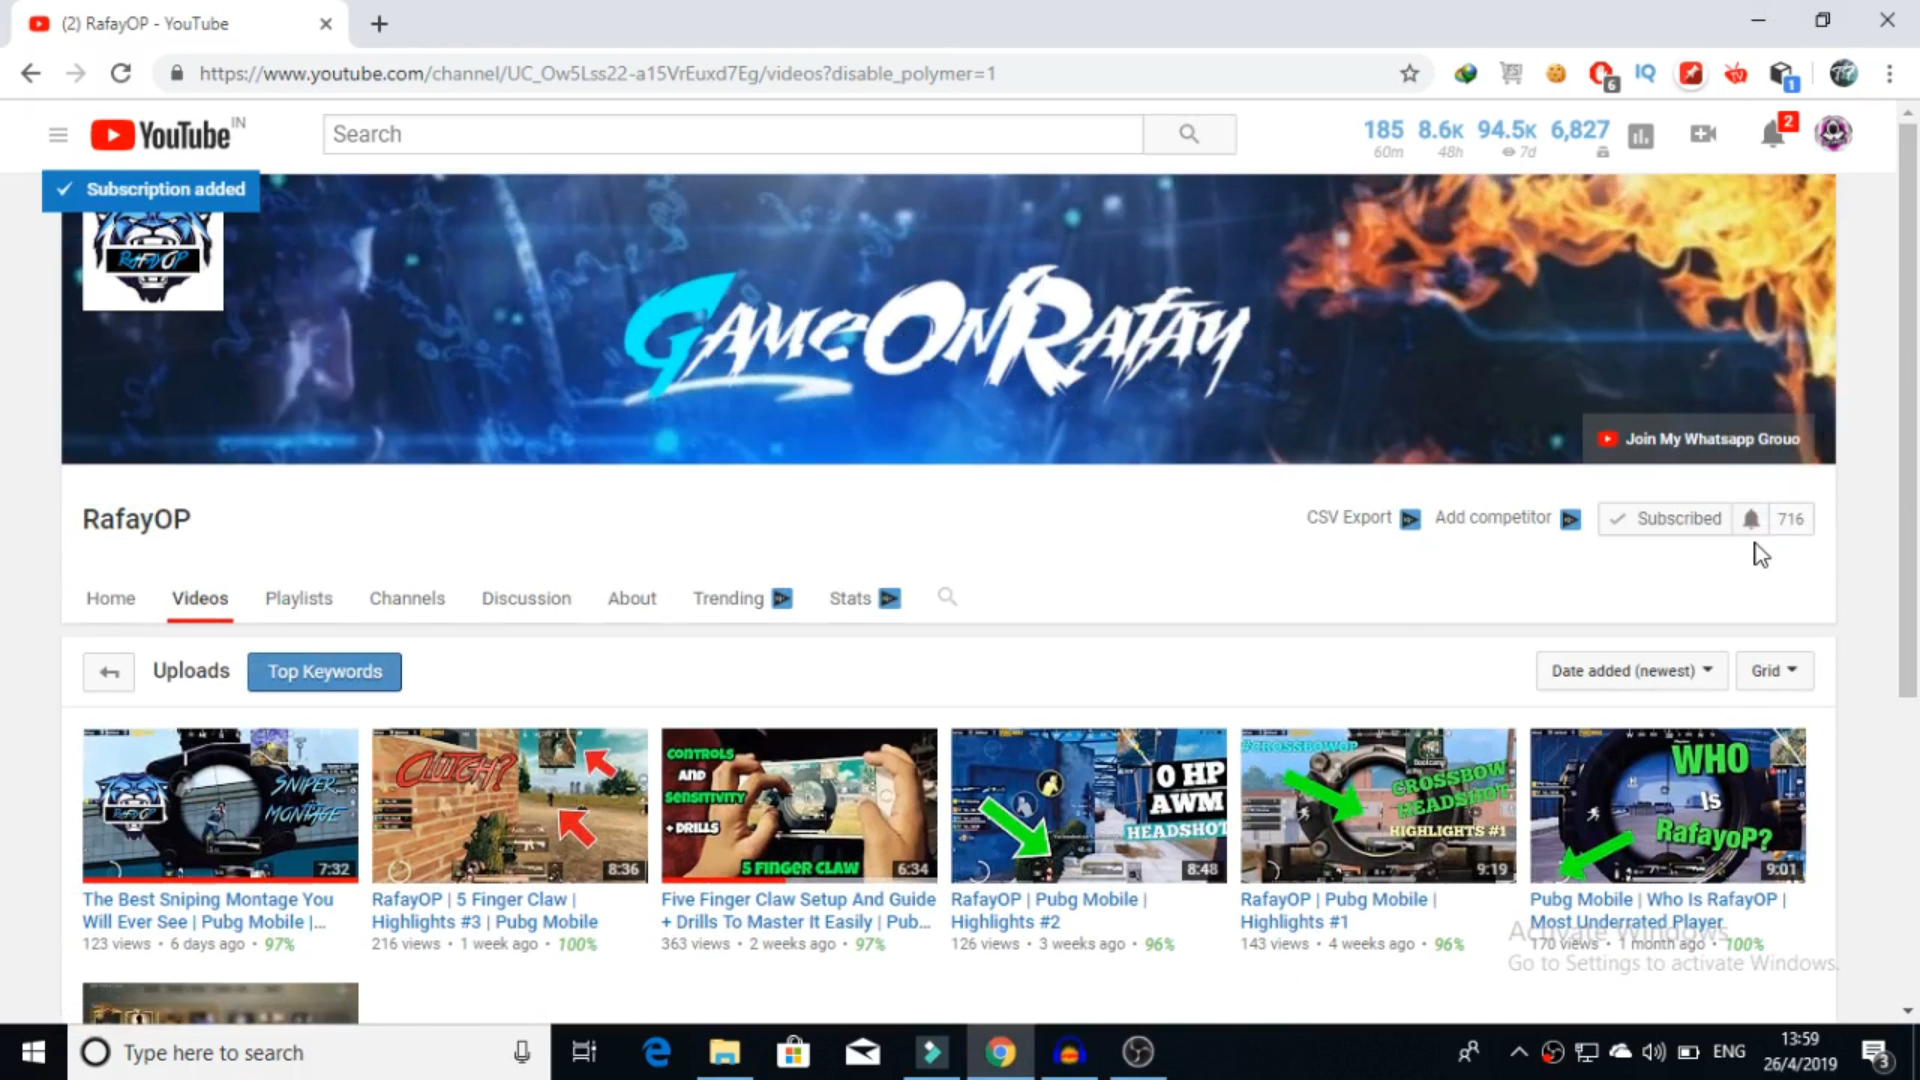 (2) RafayOP - YouTube
https://www.youtube.com/channel/UC_Ow5Lss22-a15VrEuxd7Eg/videos?disable_polymer=1
6
IQ
1
YouTube IN
Search
185 8.6K 94.5K 6,827
60m 48h 7d
2
Subscription added
RAFAYOP
GameOnRafay
Join My Whatsapp Grouo
RafayOP
CSV Export
Add competitor
Subscribed
716
Home Videos Playlists Channels Discussion About Trending Stats
Uploads
Top Keywords
Date added (newest)
Grid
RAFAYOP
SNIPER
MONTAGE
7:32
CLUTCH?
8:36
CONTROLS
AND
SENSITIVITY
+ DRILLS
5 FINGER CLAW
6:34
0 HP
AWM
HEADSHOT
8:48
#CROSSBOWOP
CROSSBOW
HEADSHOT
HIGHLIGHTS #1
9:19
WHO
Is
RafayoP?
9:01
The Best Sniping Montage You
Will Ever See | Pubg Mobile |...
123 views • 6 days ago • 97%
RafayOP | 5 Finger Claw |
Highlights #3 | Pubg Mobile
216 views • 1 week ago • 100%
Five Finger Claw Setup And Guide
+ Drills To Master It Easily | Pub...
363 views • 2 weeks ago • 97%
RafayOP | Pubg Mobile |
Highlights #2
126 views • 3 weeks ago • 96%
RafayOP | Pubg Mobile |
Highlights #1
143 views • 4 weeks ago • 96%
Pubg Mobile | Who Is RafayOP |
Most Underrated Player
170 views • 1 month ago • 100%
Activate Windows
Go to Settings to activate Windows.
Type here to search
ENG
13:59
26/4/2019
3